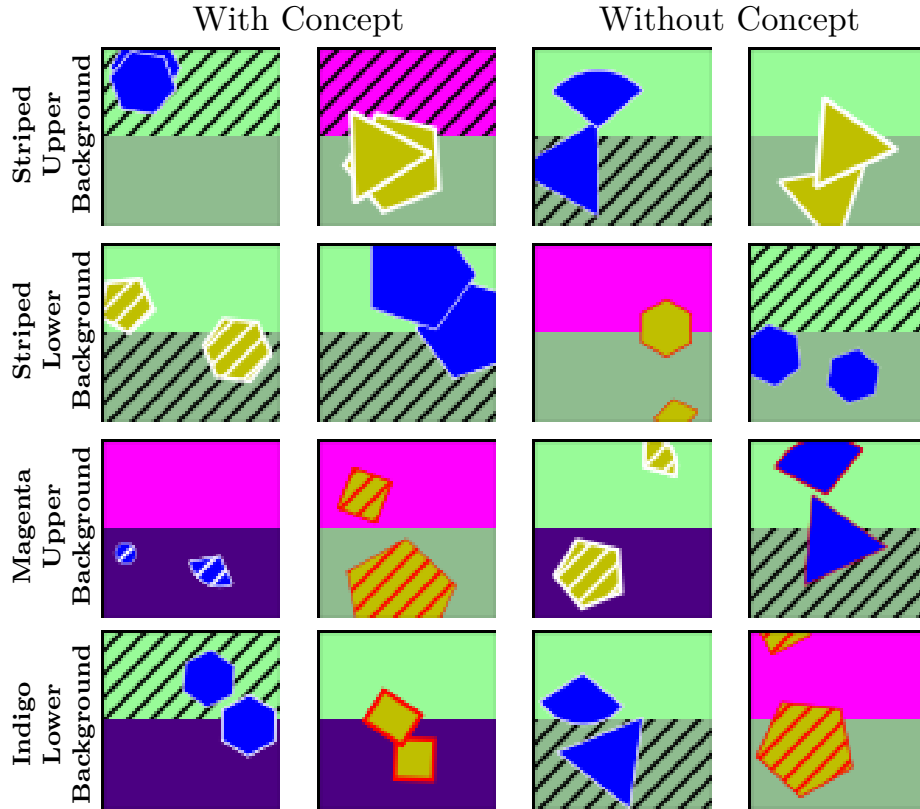 With Concept
Without Concept
Striped
Upper
Background
Striped
Lower
Background
Magenta
Upper
Background
Indigo
Lower
Background